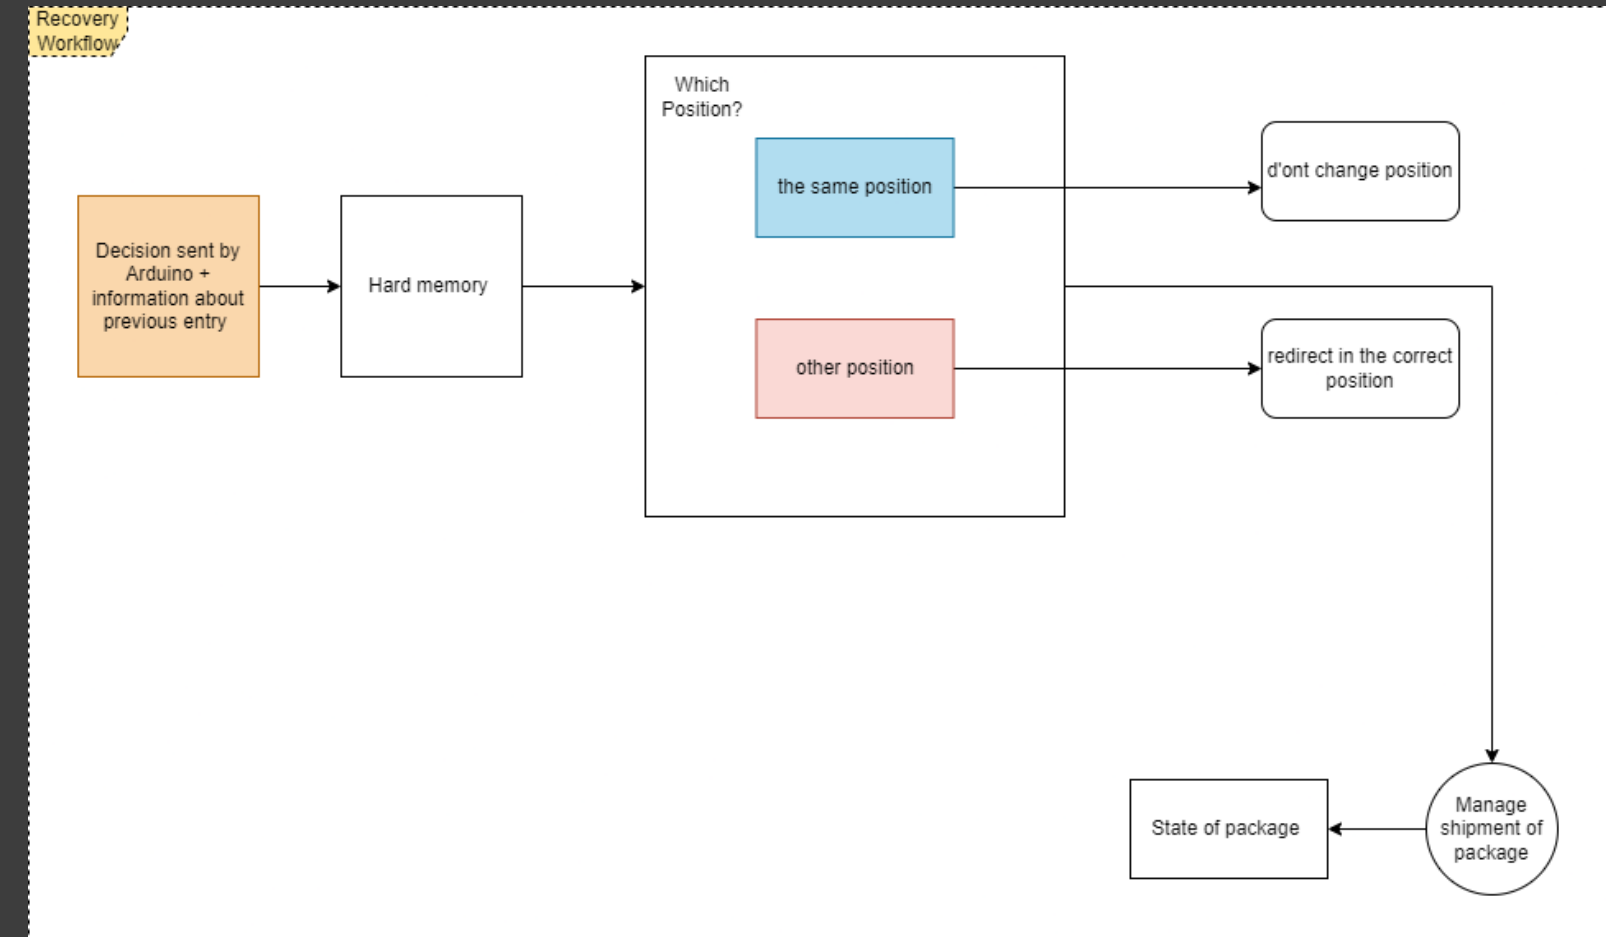 Recovery
Workflow
Which
Position?
the same position
d'ont change position
Decision sent by
Arduino +
information about
previous entry
Hard memory
other position
redirect in the correct
position
State of package
Manage
shipment of
package